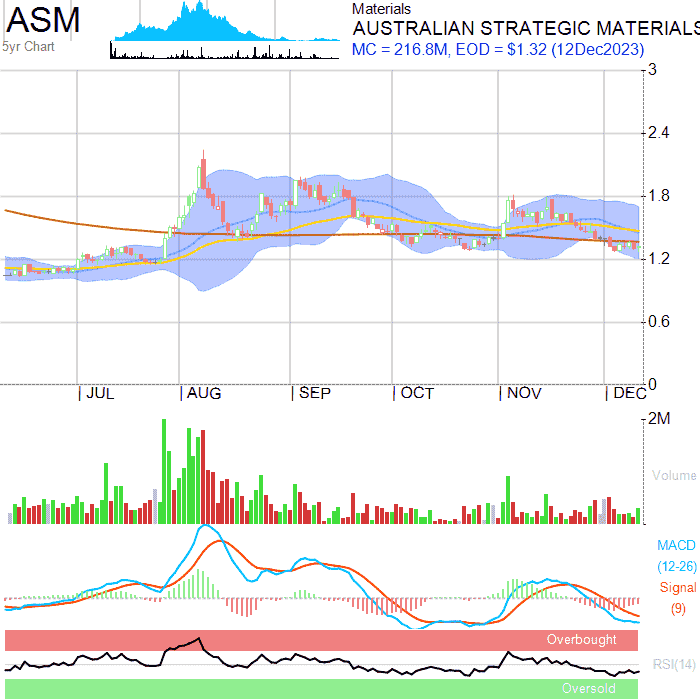 ASM
5yr Chart
Materials
AUSTRALIAN STRATEGIC MATERIALS
MC = 216.8M, EOD = $1.32 (12Dec2023)
3
2.4
1.8
1.2
0.6
0
JUL AUG SEP OCT NOV DEC
2M
Volume
MACD
(12-26)
Signal
(9)
Overbought
RSI(14)
Oversold